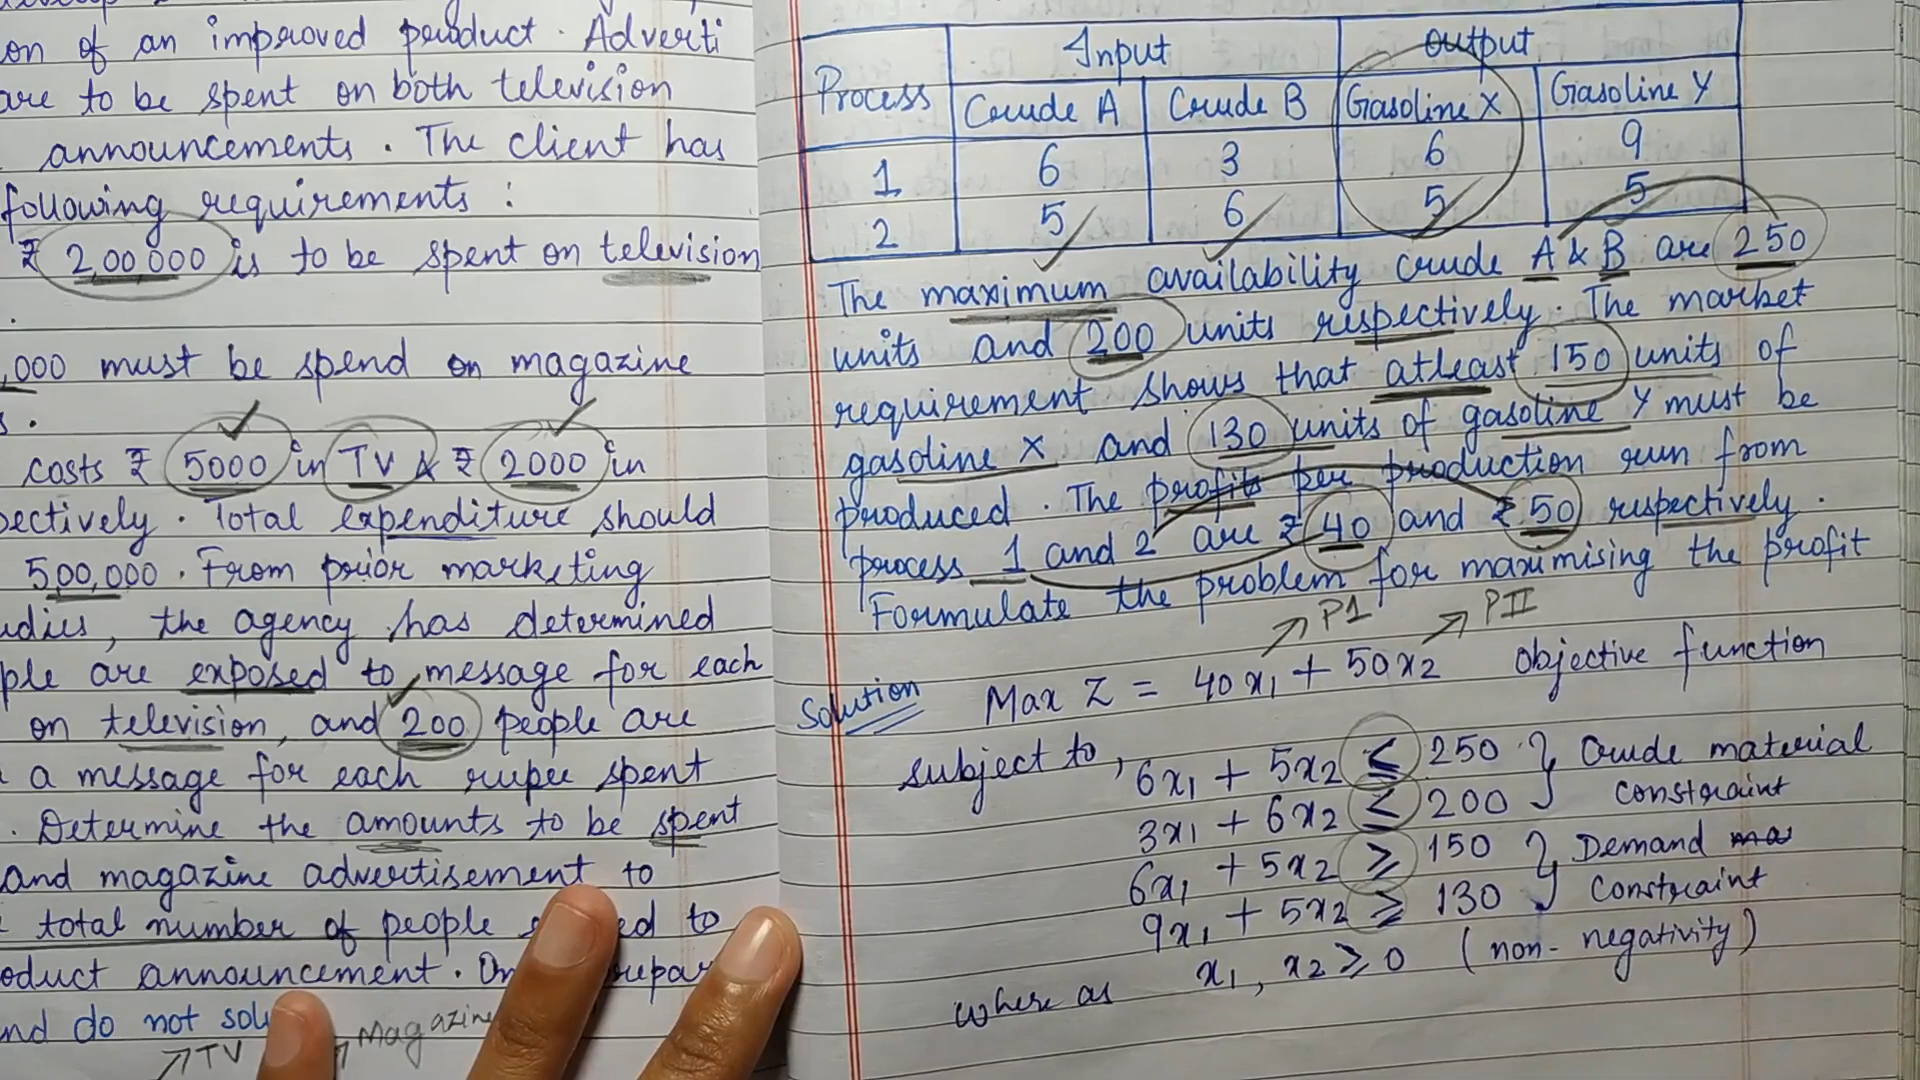 on of an improved product. Adverti
are to be spent on both television
announcements. The client has
following requirements :
₹ 2,00,000 is to be spent on television
.
,000 must be spend on magazine
s.
costs ₹ 5000 in TV & ₹ 2000 in
pectively. Total expenditure should
5,00,000. From prior marketing
udies, the agency has determined
ple are exposed to message for each
on television, and 200 people are
a message for each rupee spent
. Determine the amounts to be spent
and magazine advertisement to
total number of people ed to
oduct announcement.
nd do not
TV Magazine
Process Input Output
Crude A Crude B Gasoline X Gasoline Y
1 6 3 6 9
2 5 6 5 5
The maximum availability crude A & B are 250
units and 200 units respectively. The market
requirement shows that atleast 150 units of
gasoline X and 130 units of gasoline Y must be
produced. The profits per production run from
process 1 and 2 are ₹ 40 and ₹ 50 respectively.
Formulate the problem for maximising the profit
P1 PII
Solution Max Z = 40x₁ + 50x₂ Objective function
subject to, 6x₁ + 5x₂ ≤ 250 } Crude material
3x₁ + 6x₂ ≤ 200 constraint
6x₁ + 5x₂ ≥ 150 } Demand ma
9x₁ + 5x₂ ≥ 130 constraint
where as x₁, x₂ ≥ 0 (non-negativity)